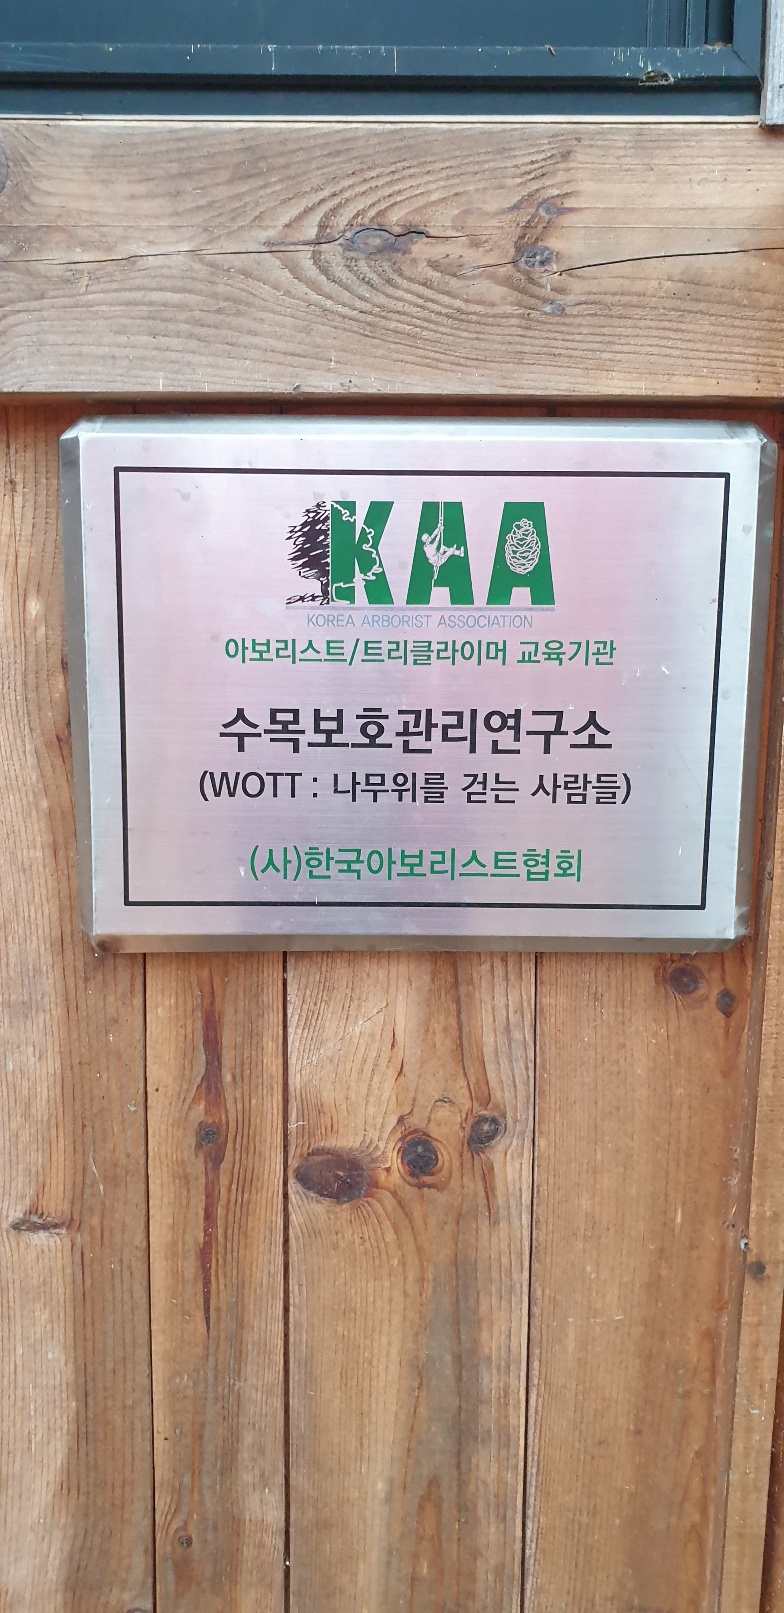 KAA
KOREA ARBORIST ASSOCIATION
아보리스트/트리클라이머 교육기관
수목보호관리연구소
(WOTT : 나무위를 걷는 사람들)
(사)한국아보리스트협회